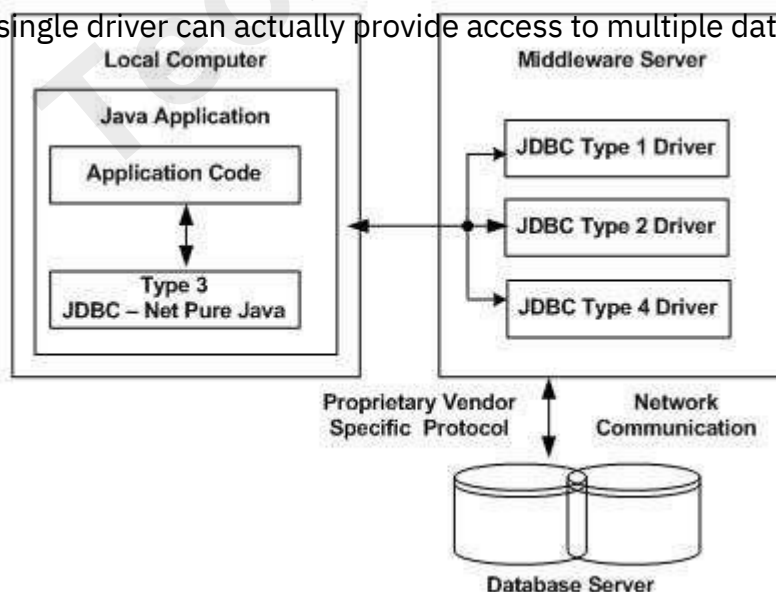 single driver can actually provide access to multiple
Local Computer
Java Application
Application Code
Type 3
JDBC – Net Pure Java
Middleware Server
JDBC Type 1 Driver
JDBC Type 2 Driver
JDBC Type 4 Driver
Proprietary Vendor
Specific Protocol
Network
Communication
Database Server